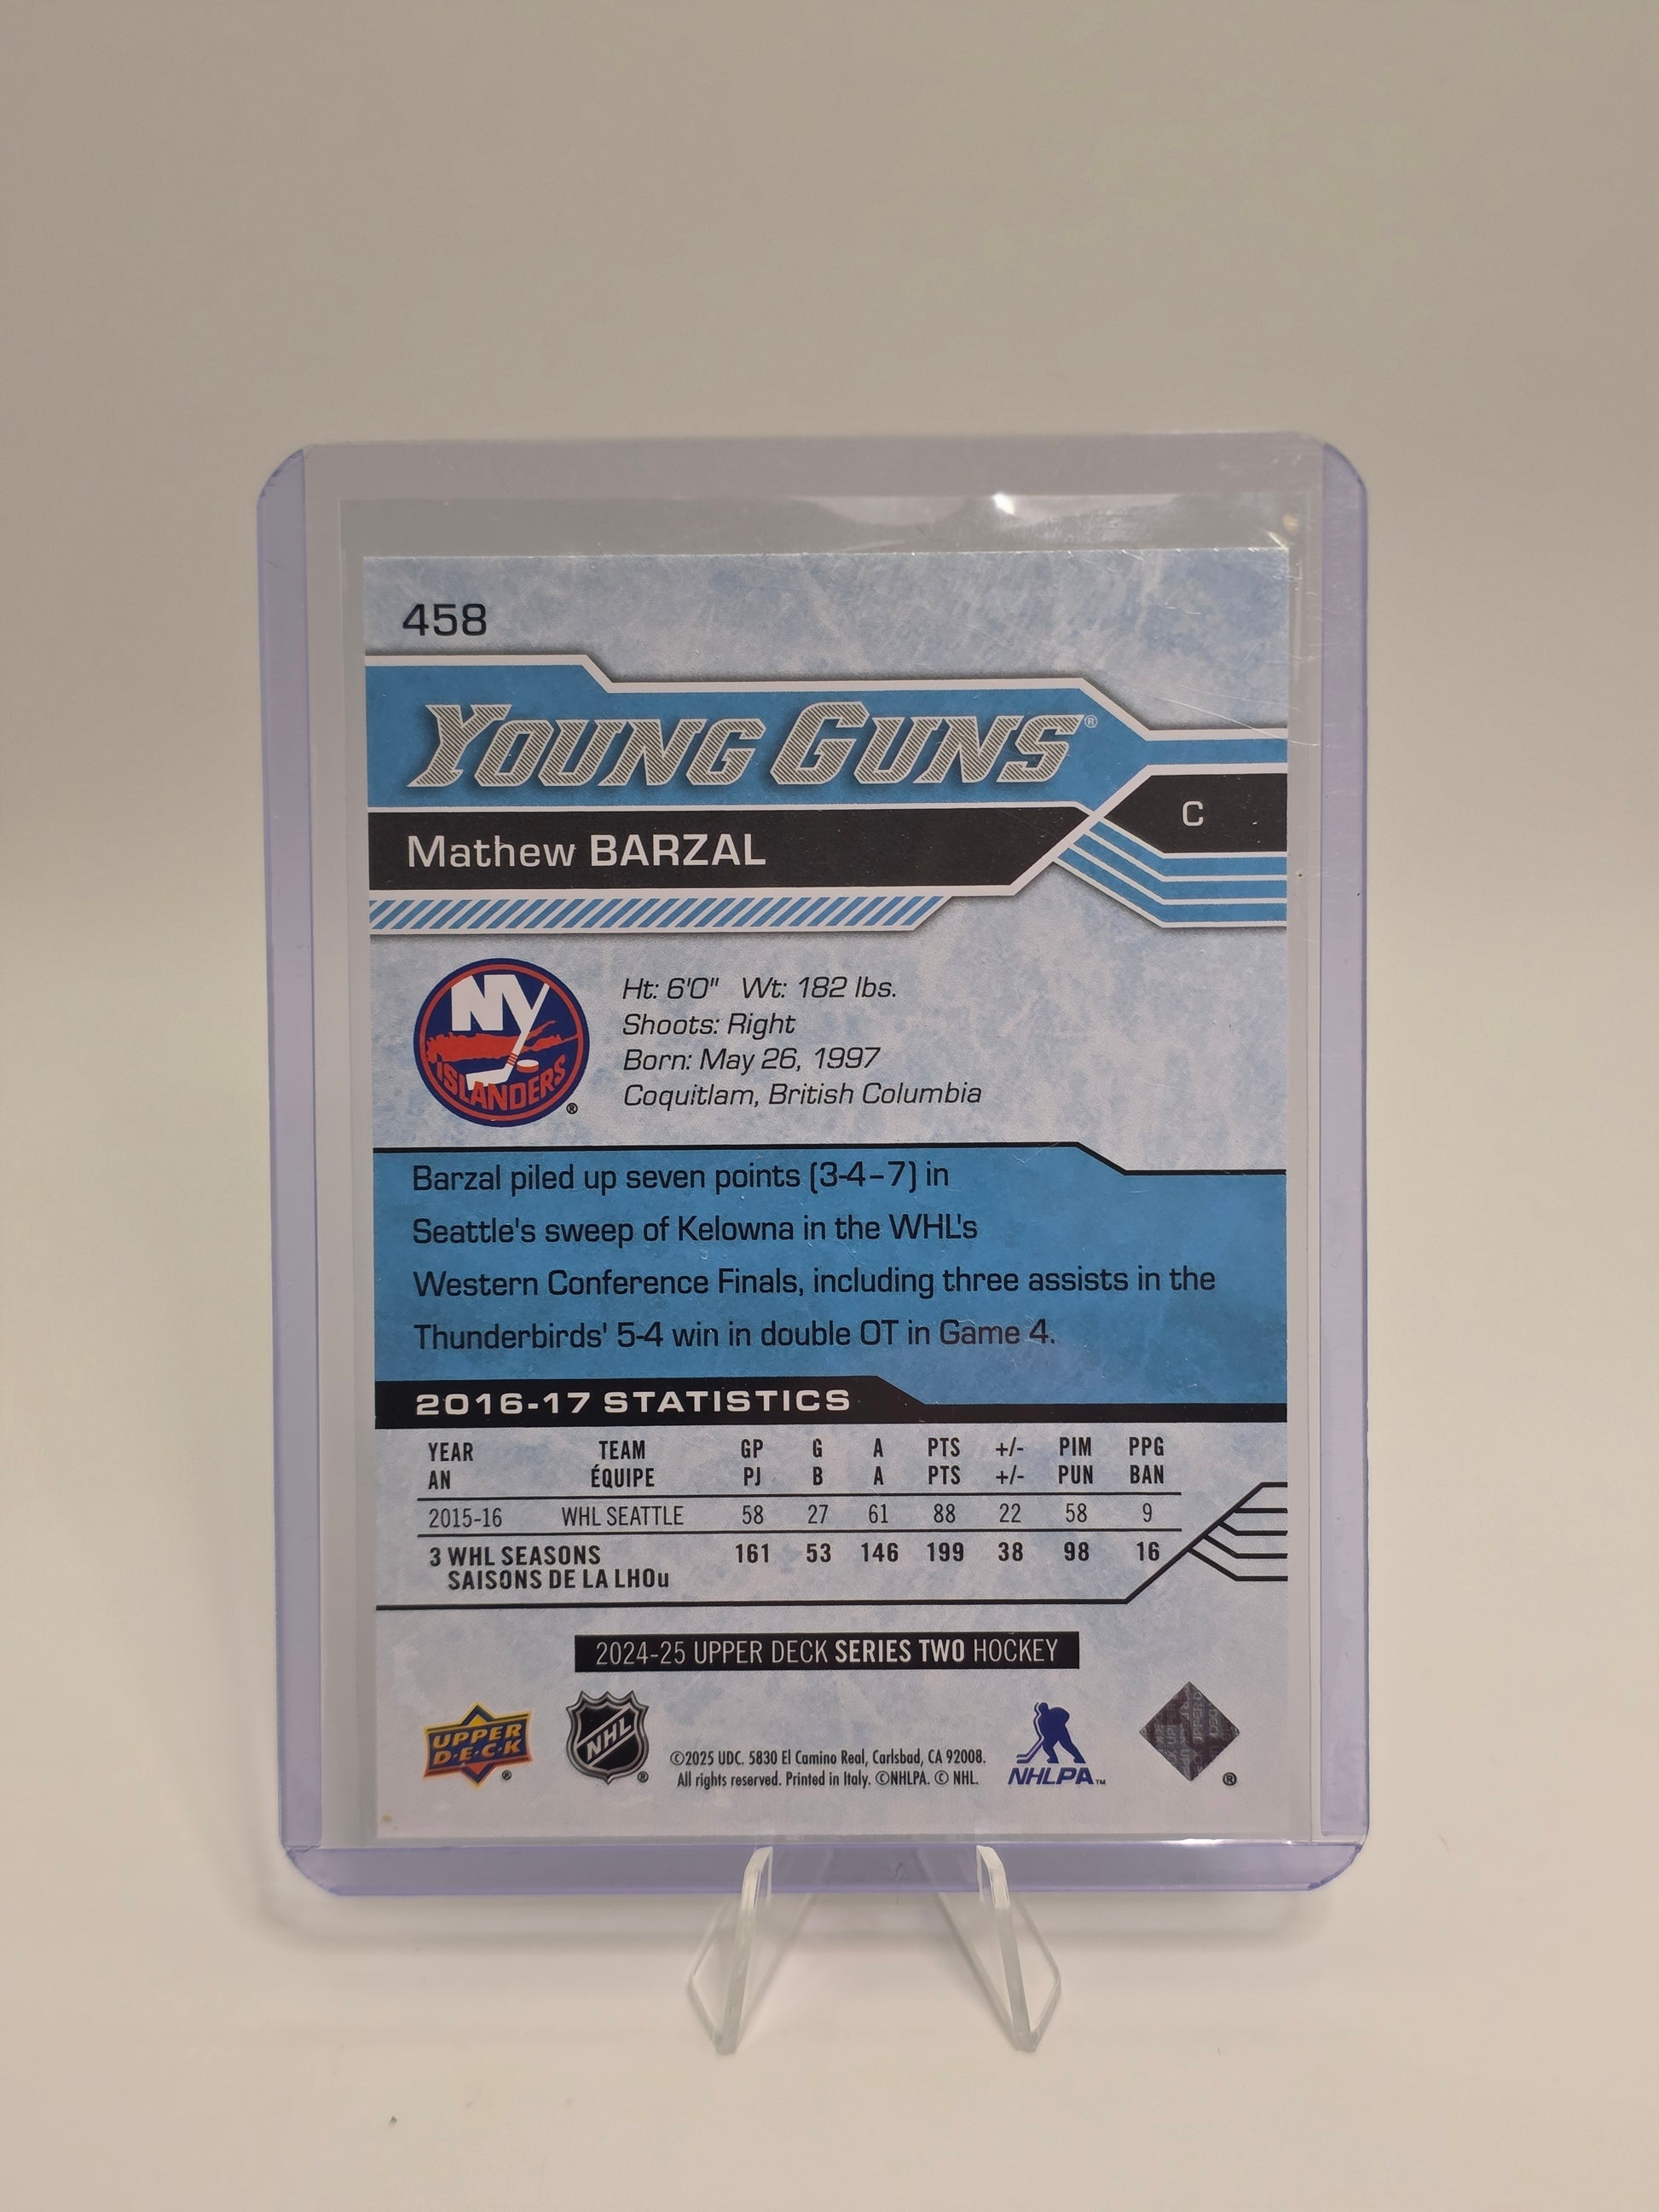 458
YOUNG GUNS®
C
Mathew BARZAL
NY
ISLANDERS
®
Ht: 6'0" Wt: 182 lbs.
Shoots: Right
Born: May 26, 1997
Coquitlam, British Columbia
Barzal piled up seven points (3-4–7) in
Seattle's sweep of Kelowna in the WHL's
Western Conference Finals, including three assists in the
Thunderbirds' 5-4 win in double OT in Game 4.
2016-17 STATISTICS
YEAR TEAM GP G A PTS +/- PIM PPG
AN ÉQUIPE PJ B A PTS +/- PUN BAN
2015-16 WHL SEATTLE 58 27 61 88 22 58 9
3 WHL SEASONS 161 53 146 199 38 98 16
SAISONS DE LA LHOu
2024-25 UPPER DECK SERIES TWO HOCKEY
UPPER
D·E·C·K
®
NHL
®
©2025 UDC. 5830 El Camino Real, Carlsbad, CA 92008.
All rights reserved. Printed in Italy. ©NHLPA. © NHL.
NHLPA™
®